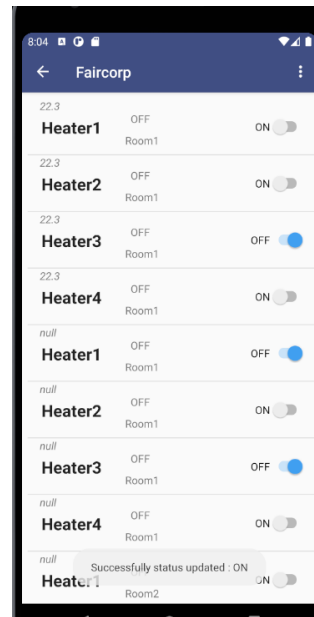 8:04
Faircorp
22.3
Heater1 OFF ON
Room1
22.3
Heater2 OFF ON
Room1
22.3
Heater3 OFF OFF
Room1
22.3
Heater4 OFF ON
Room1
null
Heater1 OFF OFF
Room1
null
Heater2 OFF ON
Room1
null
Heater3 OFF OFF
Room1
null
Heater4 OFF ON
Room1
null
Successfully status updated : ON
Heater1 ON
Room2